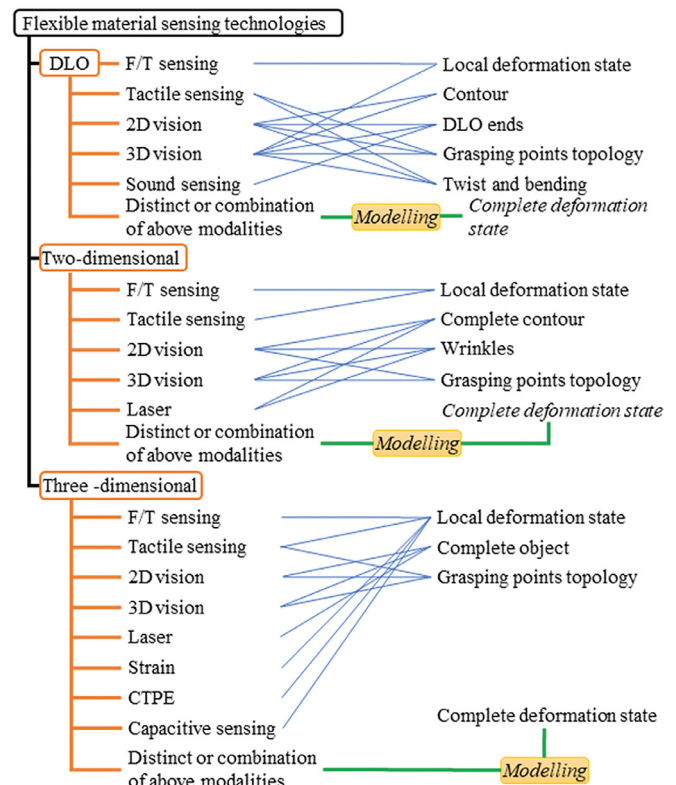 Flexible material sensing technologies
DLO
F/T sensing
Local deformation state
Tactile sensing
Contour
2D vision
DLO ends
3D vision
Grasping points topology
Sound sensing
Twist and bending
Distinct or combination
of above modalities
Modelling
Complete deformation
state
Two-dimensional
F/T sensing
Local deformation state
Tactile sensing
Complete contour
2D vision
Wrinkles
3D vision
Grasping points topology
Laser
Complete deformation state
Distinct or combination
of above modalities
Modelling
Three -dimensional
F/T sensing
Local deformation state
Tactile sensing
Complete object
2D vision
Grasping points topology
3D vision
Laser
Strain
CTPE
Capacitive sensing
Complete deformation state
Distinct or combination
of above modalities
Modelling